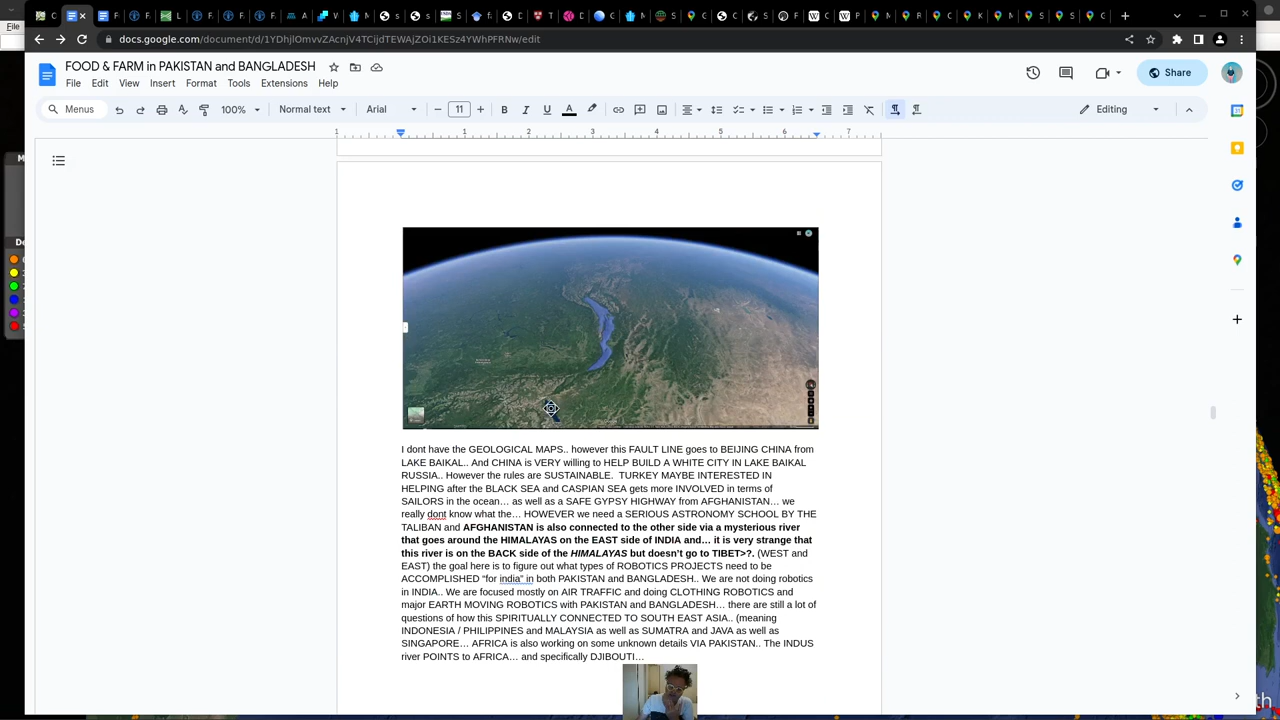 File
docs.google.com/document/d/1YDhjlOmvvZAcnjV4TCijdTEWAjZOi1KESz4YWhPFRNw/edit
FOOD & FARM in PAKISTAN and BANGLADESH
File Edit View Insert Format Tools Extensions Help
Share
Menus 100% Normal text Arial 11 Editing
1 1 2 3 4 5 6 7
I dont have the GEOLOGICAL MAPS.. however this FAULT LINE goes to BEIJING CHINA from
LAKE BAIKAL.. And CHINA is VERY willing to HELP BUILD A WHITE CITY IN LAKE BAIKAL
RUSSIA.. However the rules are SUSTAINABLE. TURKEY MAYBE INTERESTED IN
HELPING after the BLACK SEA and CASPIAN SEA gets more INVOLVED in terms of
SAILORS in the ocean… as well as a SAFE GYPSY HIGHWAY from AFGHANISTAN… we
really dont know what the… HOWEVER we need a SERIOUS ASTRONOMY SCHOOL BY THE
TALIBAN and AFGHANISTAN is also connected to the other side via a mysterious river
that goes around the HIMALAYAS on the EAST side of INDIA and… it is very strange that
this river is on the BACK side of the HIMALAYAS but doesn't go to TIBET>?. (WEST and
EAST) the goal here is to figure out what types of ROBOTICS PROJECTS need to be
ACCOMPLISHED “for india” in both PAKISTAN and BANGLADESH.. We are not doing robotics
in INDIA.. We are focused mostly on AIR TRAFFIC and doing CLOTHING ROBOTICS and
major EARTH MOVING ROBOTICS with PAKISTAN and BANGLADESH… there are still a lot of
questions of how this SPIRITUALLY CONNECTED TO SOUTH EAST ASIA.. (meaning
INDONESIA / PHILIPPINES and MALAYSIA as well as SUMATRA and JAVA as well as
SINGAPORE… AFRICA is also working on some unknown details VIA PAKISTAN.. The INDUS
river POINTS to AFRICA… and specifically DJIBOUTI…